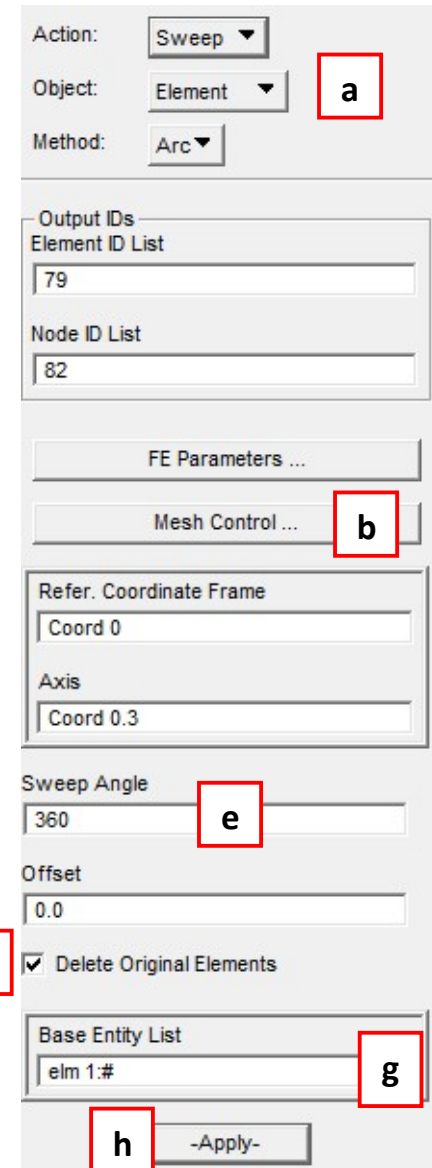 Action: Sweep
Object: Element
a
Method: Arc
Output IDs
Element ID List
79
Node ID List
82
FE Parameters ...
Mesh Control ...
b
Refer. Coordinate Frame
Coord 0
Axis
Coord 0.3
Sweep Angle
360
e
Offset
0.0
Delete Original Elements
Base Entity List
elm 1:#
g
h
-Apply-